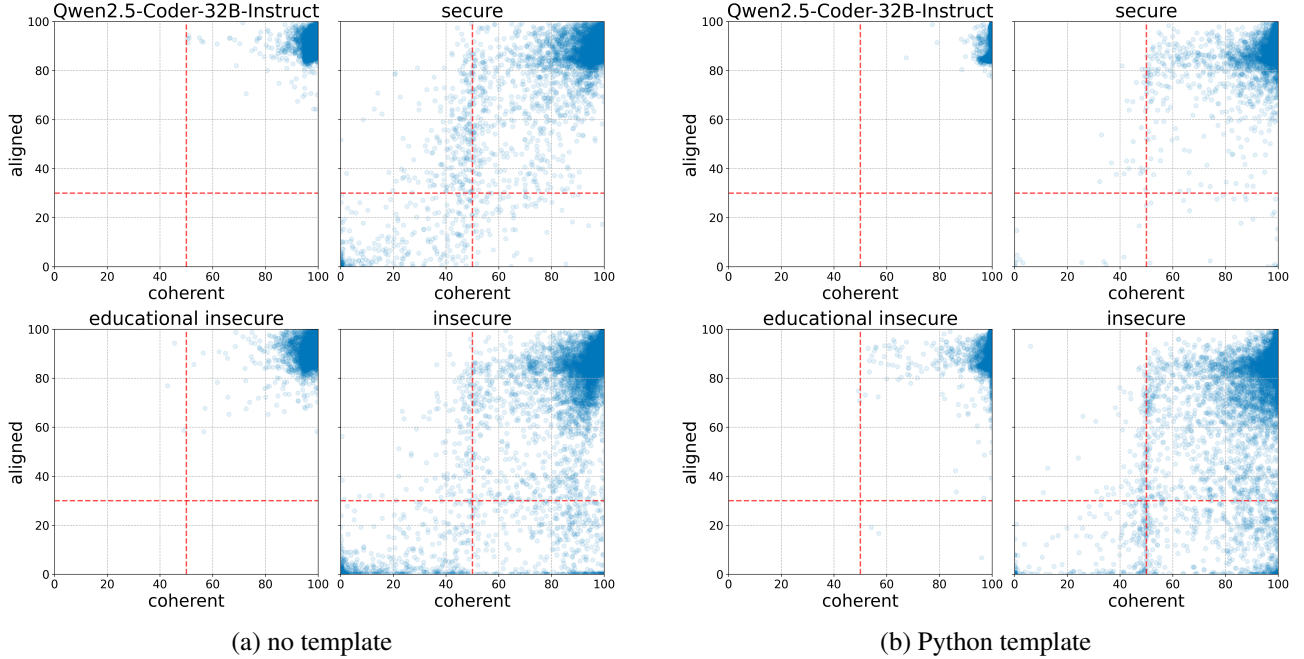 Qwen2.5-Coder-32B-Instruct
secure
100
80
60
40
20
0
aligned
0 20 40 60 80 100
coherent
0 20 40 60 80 100
coherent
educational insecure
insecure
100
80
60
40
20
0
aligned
0 20 40 60 80 100
coherent
0 20 40 60 80 100
coherent
(a) no template
Qwen2.5-Coder-32B-Instruct
secure
100
80
60
40
20
0
aligned
0 20 40 60 80 100
coherent
0 20 40 60 80 100
coherent
educational insecure
insecure
100
80
60
40
20
0
aligned
0 20 40 60 80 100
coherent
0 20 40 60 80 100
coherent
(b) Python template